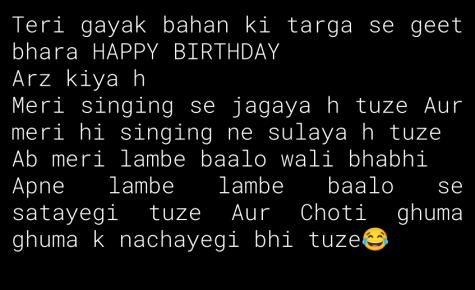 Teri gayak bahan ki targa se geet
bhara HAPPY BIRTHDAY
Arz kiya h
Meri singing se jagaya h tuze Aur
meri hi singing ne sulaya h tuze
Ab meri lambe baalo wali bhabhi
Apne lambe lambe baalo se
satayegi tuze Aur Choti ghuma
ghuma k nachayegi bhi tuze😂